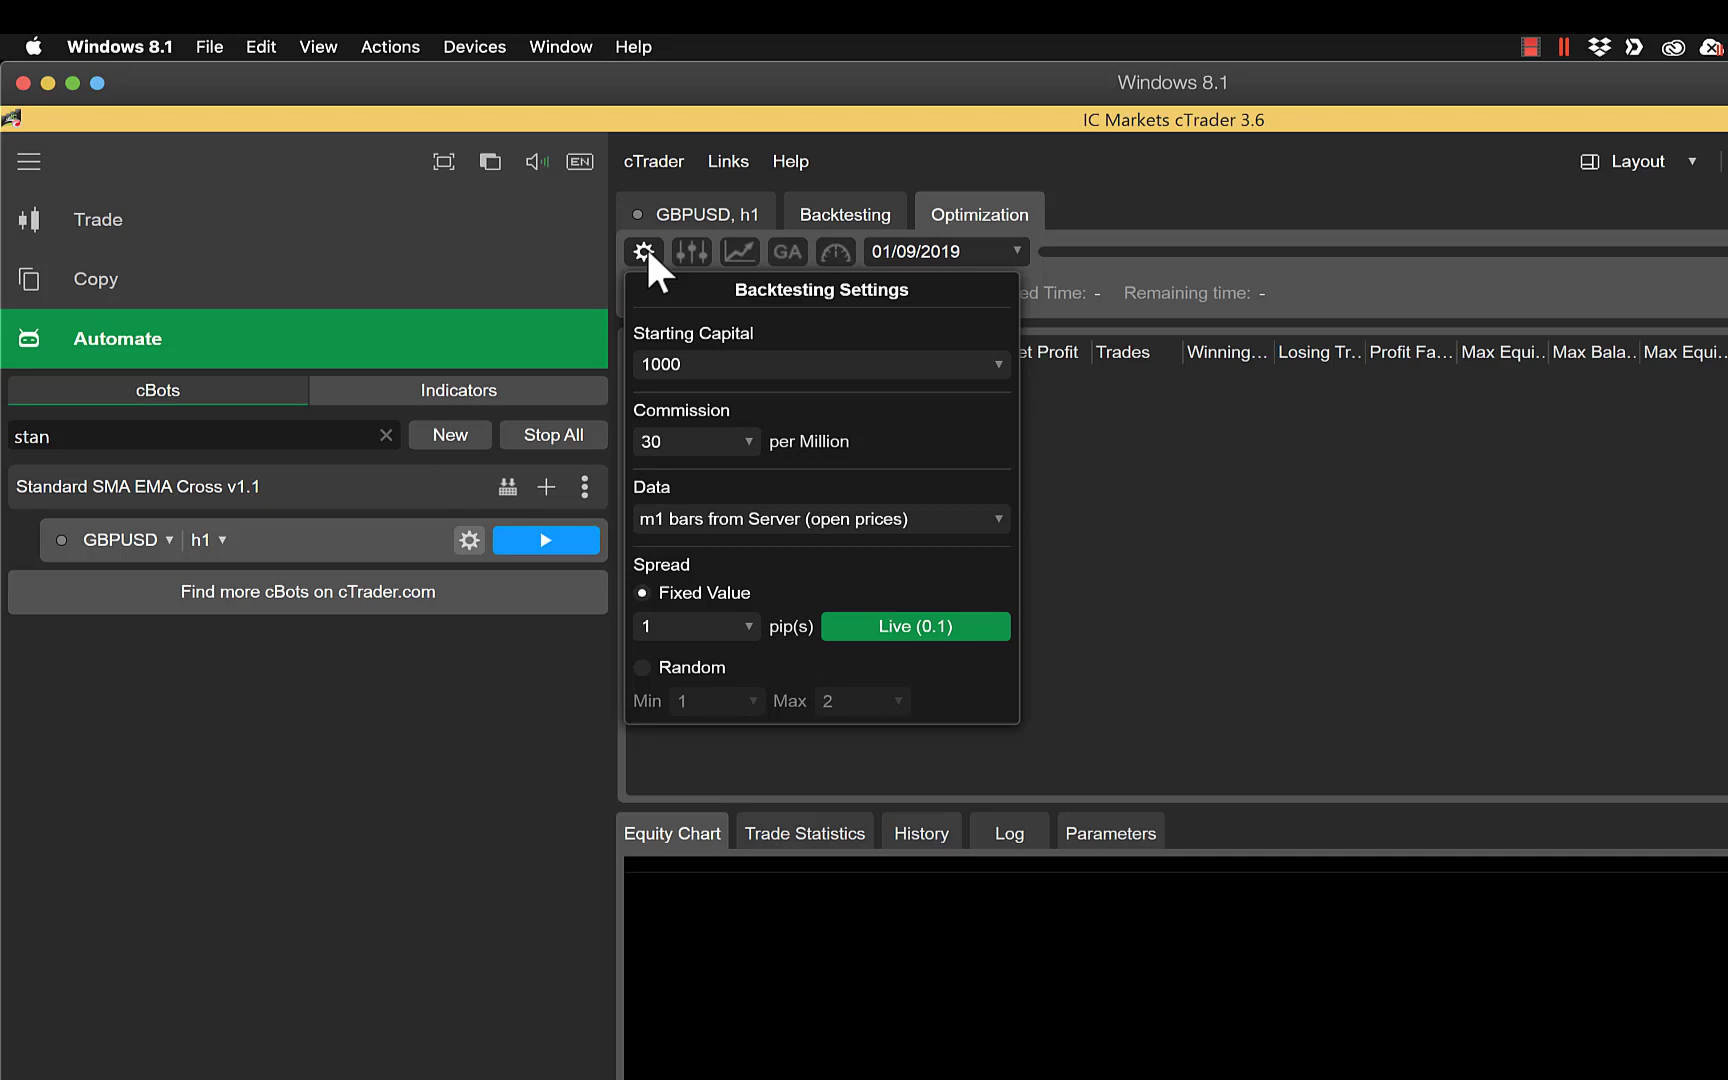 Windows 8.1 File Edit View Actions Devices Window Help
Windows 8.1
IC Markets cTrader 3.6
EN
cTrader Links Help
Layout
Trade
Copy
Automate
cBots Indicators
stan
New Stop All
Standard SMA EMA Cross v1.1
GBPUSD h1
Find more cBots on cTrader.com
GBPUSD, h1 Backtesting Optimization
GA 01/09/2019
ed Time: - Remaining time: -
et Profit Trades Winning... Losing Tr.. Profit Fa... Max Equi.. Max Bala.. Max Equi..
Backtesting Settings
Starting Capital
1000
Commission
30 per Million
Data
m1 bars from Server (open prices)
Spread
Fixed Value
1 pip(s) Live (0.1)
Random
Min 1 Max 2
Equity Chart Trade Statistics History Log Parameters